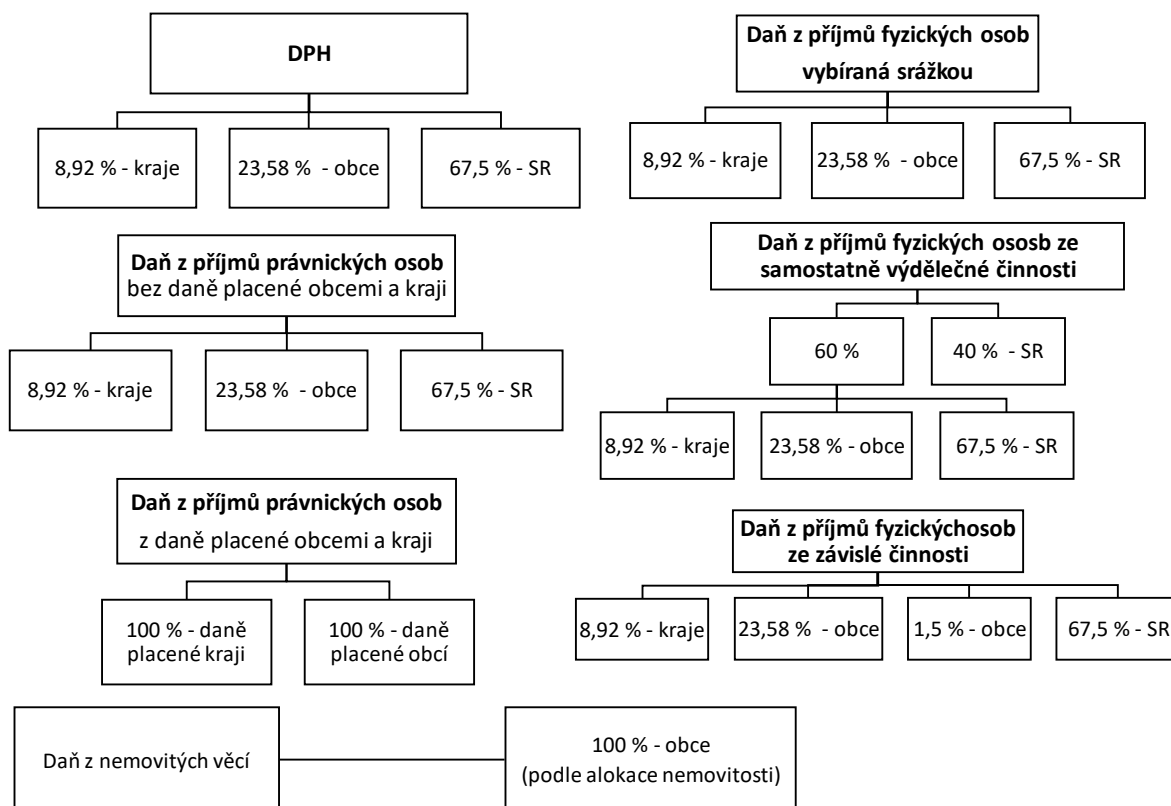 DPH
8,92 % - kraje
23,58 %  - obce
67,5 % - SR
Daň z příjmů právnických osob
bez daně placené obcemi a kraji
8,92 % - kraje
23,58 %  - obce
67,5 % - SR
Daň z příjmů právnických osob
z daně placené obcemi a kraji
100 % - daně
placené kraji
100 % - daně
placené obcí
Daň z nemovitých věcí
100 % - obce
(podle alokace nemovitosti)
Daň z příjmů fyzických osob
vybíraná srážkou
8,92 % - kraje
23,58 %  - obce
67,5 % - SR
Daň z příjmů fyzických ososb ze
samostatně výdělečné činnosti
60 %
40 %  - SR
8,92 % - kraje
23,58 % - obce
67,5 % - SR
Daň z příjmů fyzickýchosob
ze závislé činnosti
8,92 % - kraje
23,58 %  - obce
1,5 % - obce
67,5 % - SR